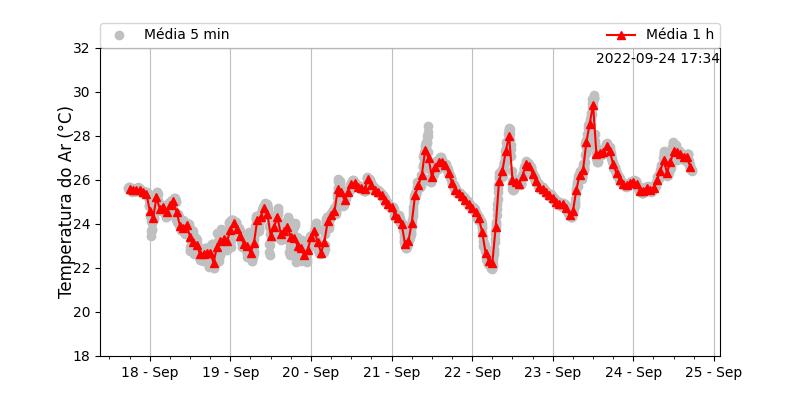 Média 5 min
Média 1 h
2022-09-24 17:34
Temperatura do Ar (°C)
32
30
28
26
24
22
20
18
18 - Sep
19 - Sep
20 - Sep
21 - Sep
22 - Sep
23 - Sep
24 - Sep
25 - Sep